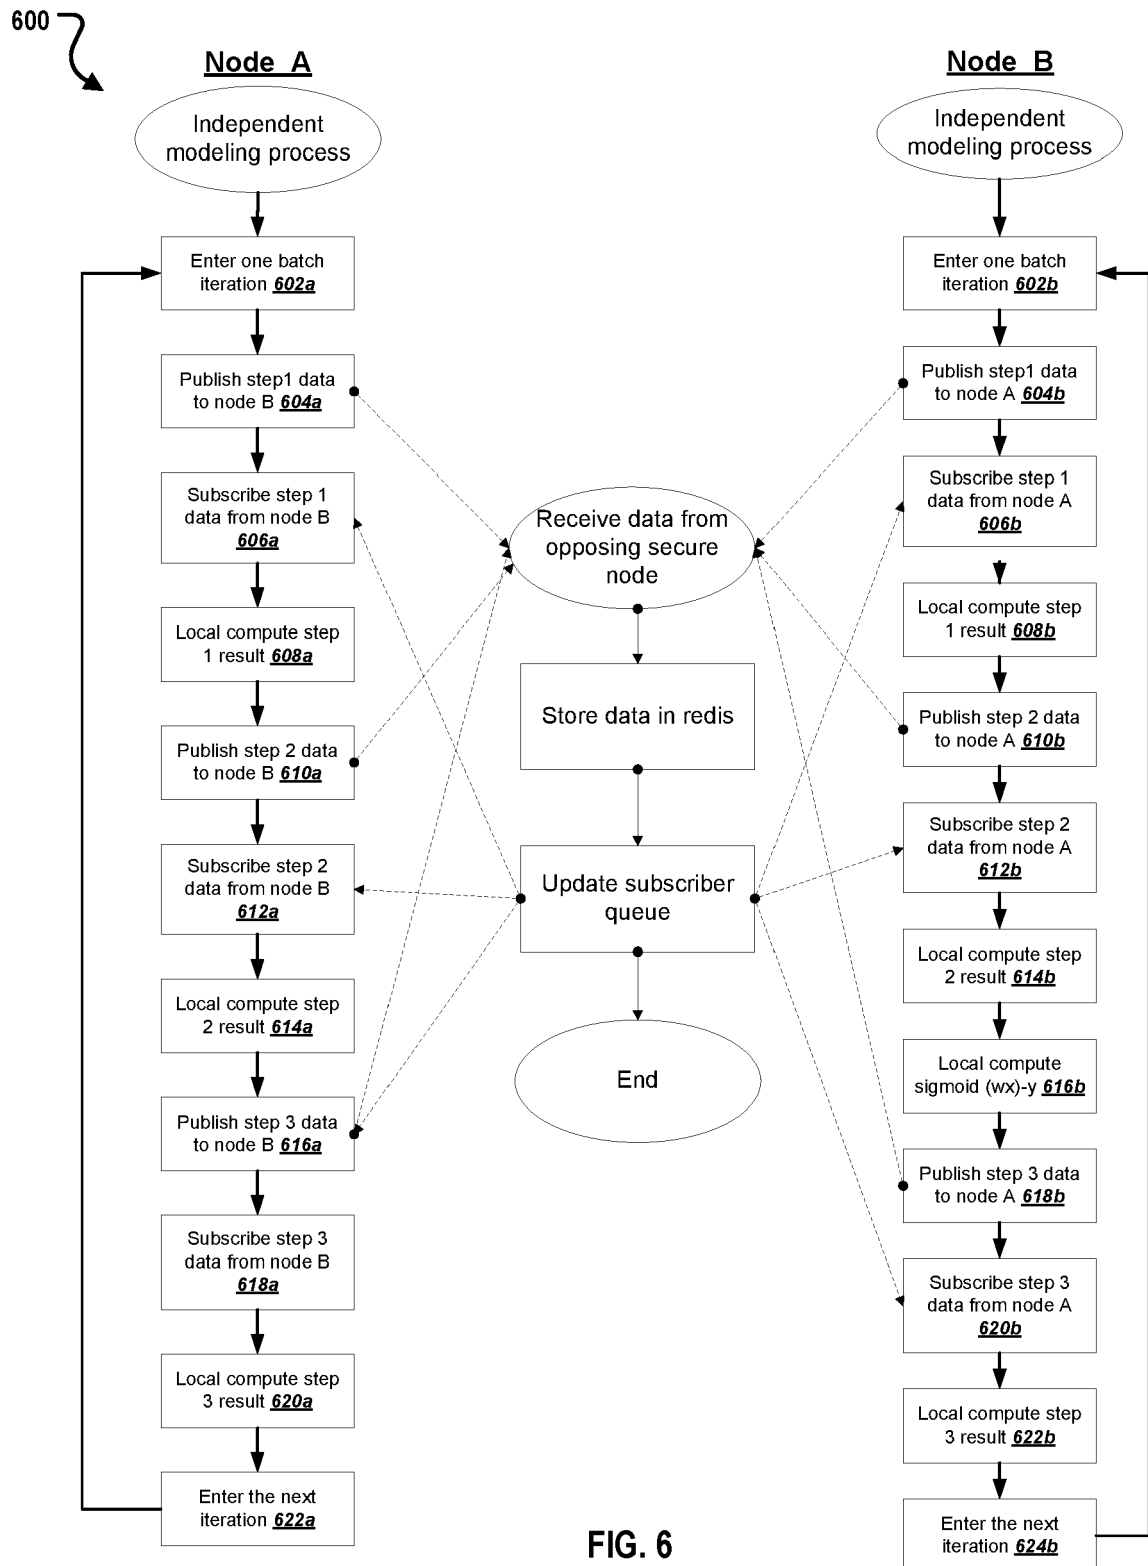 600
Node A
Independent
modeling process
Enter one batch
iteration 602a
Publish step1 data
to node B 604a
Subscribe step 1
data from node B
606a
Local compute step
1 result 608a
Publish step 2 data
to node B 610a
Subscribe step 2
data from node B
612a
Local compute step
2 result 614a
Publish step 3 data
to node B 616a
Subscribe step 3
data from node B
618a
Local compute step
3 result 620a
Enter the next
iteration 622a
Receive data from
opposing secure
node
Store data in redis
Update subscriber
queue
End
Node B
Independent
modeling process
Enter one batch
iteration 602b
Publish step1 data
to node A 604b
Subscribe step 1
data from node A
606b
Local compute step
1 result 608b
Publish step 2 data
to node A 610b
Subscribe step 2
data from node A
612b
Local compute step
2 result 614b
Local compute
sigmoid (wx)-y 616b
Publish step 3 data
to node A 618b
Subscribe step 3
data from node A
620b
Local compute step
3 result 622b
Enter the next
iteration 624b
FIG. 6